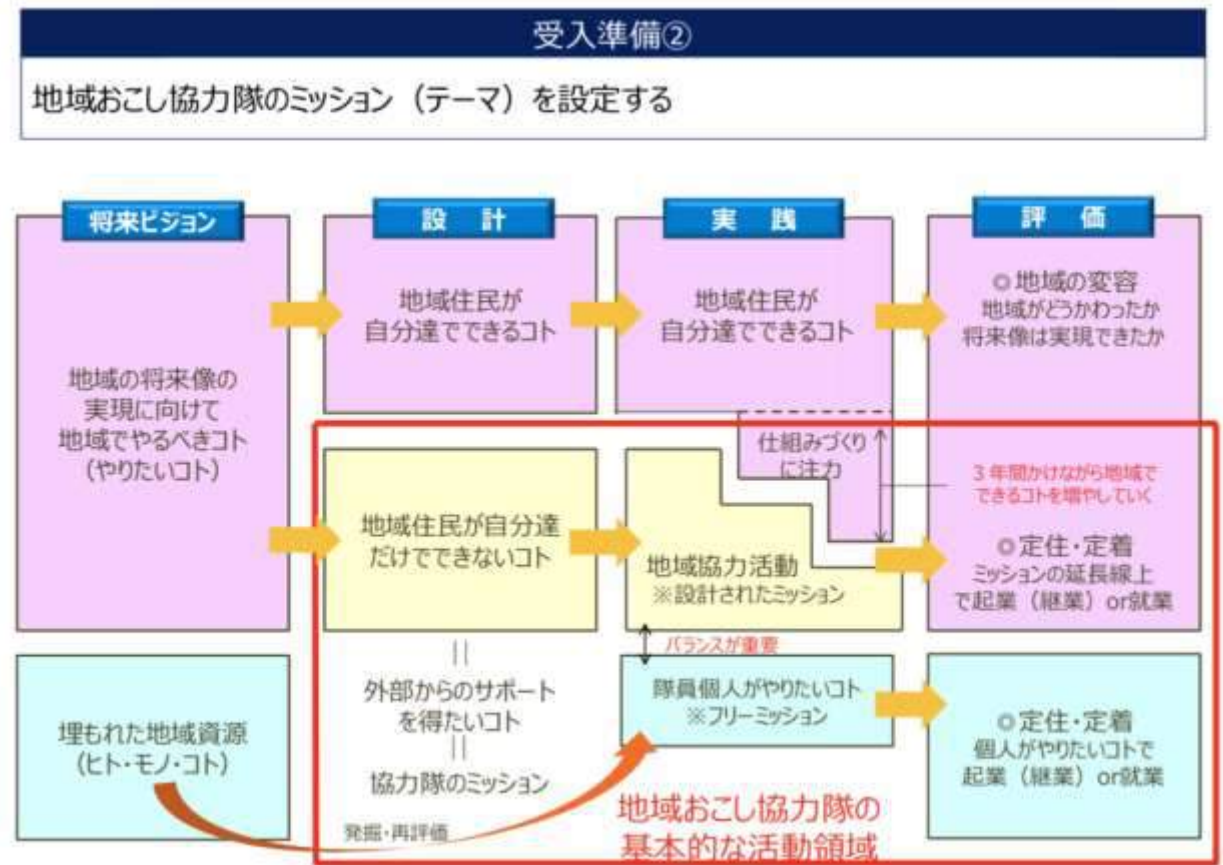 受入準備②
地域おこし協力隊のミッション（テーマ）を設定する
将来ビジョン
地域の将来像の
実現に向けて
地域でやるべきコト
(やりたいコト)
設 計
地域住民が
自分達でできるコト
実 践
地域住民が
自分達でできるコト
評 価
◎地域の変容
地域がどうかわったか
将来像は実現できたか
仕組みづくり
に注力
3年間かけながら地域で
できるコトを増やしていく
地域住民が自分達
だけでできないコト
地域協力活動
※設計されたミッション
◎定住・定着
ミッションの延長線上
で起業（継業）or就業
||
外部からのサポート
を得たいコト
||
協力隊のミッション
バランスが重要
隊員個人がやりたいコト
※フリーミッション
◎定住・定着
個人がやりたいコトで
起業（継業）or就業
埋もれた地域資源
(ヒト・モノ・コト)
発掘・再評価
地域おこし協力隊の
基本的な活動領域